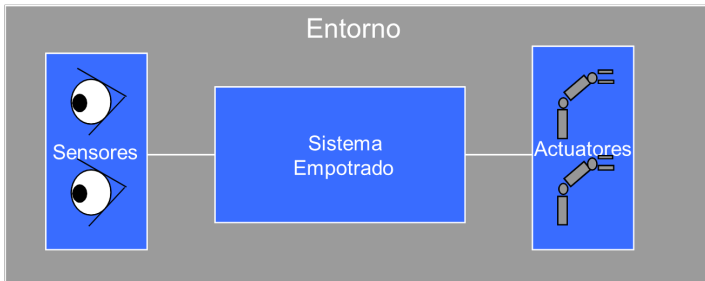 Entorno
Sensores
Sistema
Empotrado
Actuatores